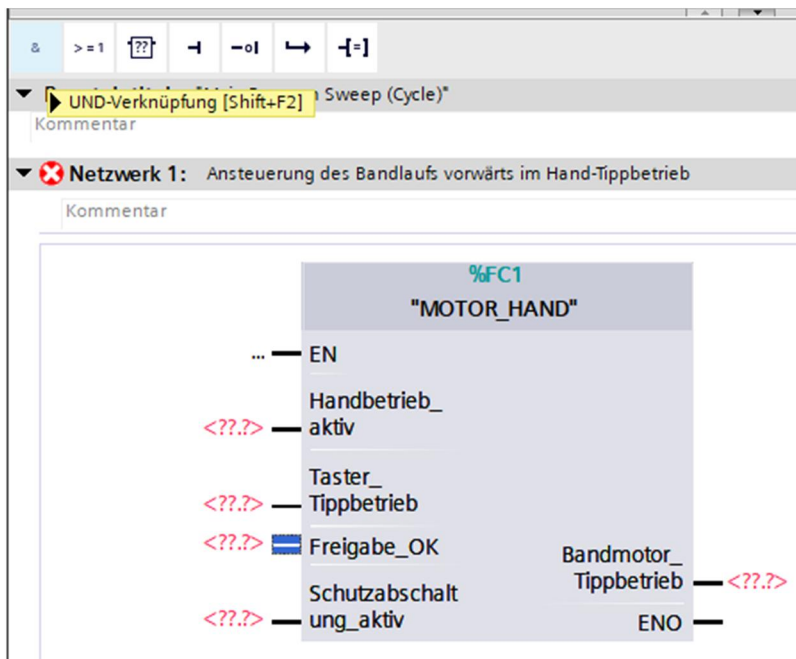 & >=1 ?? -| -o| -[=]
Sweep (Cycle)"
UND-Verknüpfung [Shift+F2]
Kommentar
Netzwerk 1: Ansteuerung des Bandlaufs vorwärts im Hand-Tippbetrieb
Kommentar
%FC1
"MOTOR_HAND"
... EN
Handbetrieb_
<??.?> aktiv
Taster_
<??.?> Tippbetrieb
<??.?> Freigabe_OK
Bandmotor_
Tippbetrieb <??.?>
Schutzabschalt
<??.?> ung_aktiv
ENO